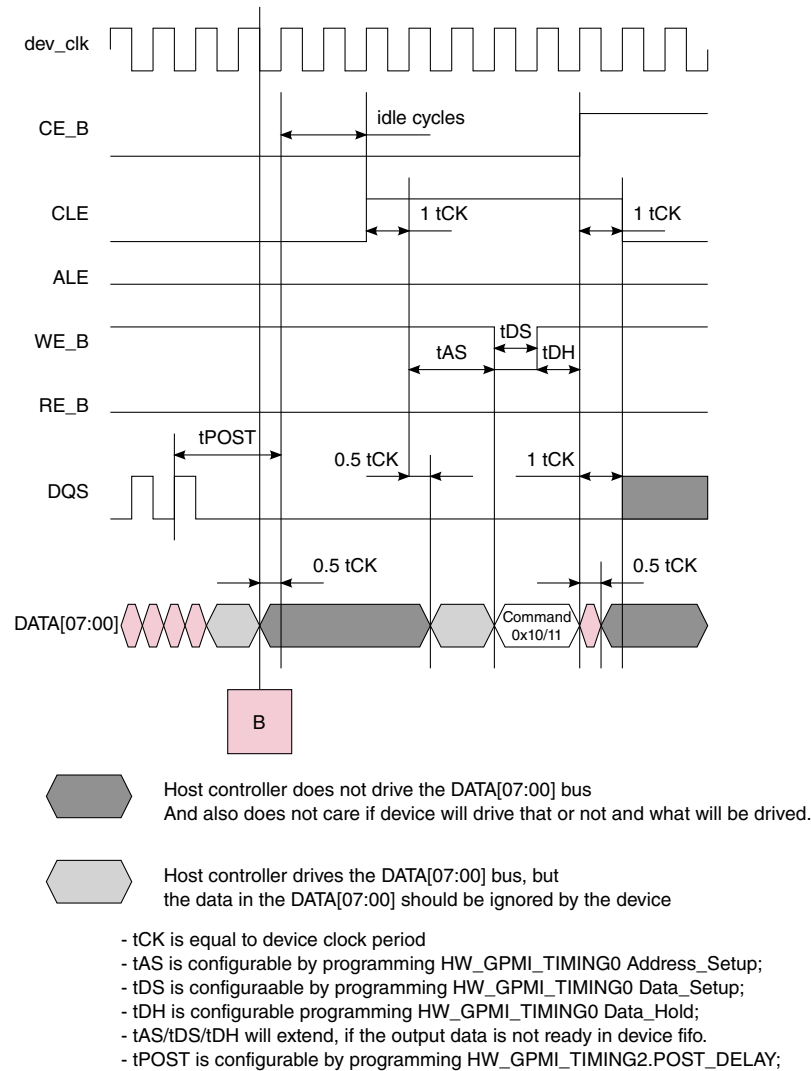 dev_clk
CE_B
idle cycles
CLE
1 tCK
1 tCK
ALE
WE_B
tDS
tAS
tDH
RE_B
tPOST
0.5 tCK
1 tCK
DQS
0.5 tCK
0.5 tCK
DATA[07:00]
Command
0x10/11
B
Host controller does not drive the DATA[07:00] bus
And also does not care if device will drive that or not and what will be drived.
Host controller drives the DATA[07:00] bus, but
the data in the DATA[07:00] should be ignored by the device
- tCK is equal to device clock period
- tAS is configurable by programming HW_GPMI_TIMING0 Address_Setup;
- tDS is configuraable by programming HW_GPMI_TIMING0 Data_Setup;
- tDH is configurable programming HW_GPMI_TIMING0 Data_Hold;
- tAS/tDS/tDH will extend, if the output data is not ready in device fifo.
- tPOST is configurable by programming HW_GPMI_TIMING2.POST_DELAY;